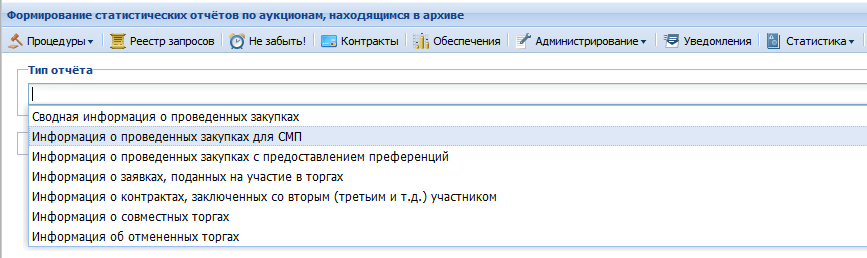 Формирование статистических отчётов по аукционам, находящимся в архиве
Процедуры Реестр запросов Не забыть! Контракты Обеспечения Администрирование Уведомления Статистика
Тип отчёта
Сводная информация о проведенных закупках
Информация о проведенных закупках для СМП
Информация о проведенных закупках с предоставлением преференций
Информация о заявках, поданных на участие в торгах
Информация о контрактах, заключенных со вторым (третьим и т.д.) участником
Информация о совместных торгах
Информация об отмененных торгах